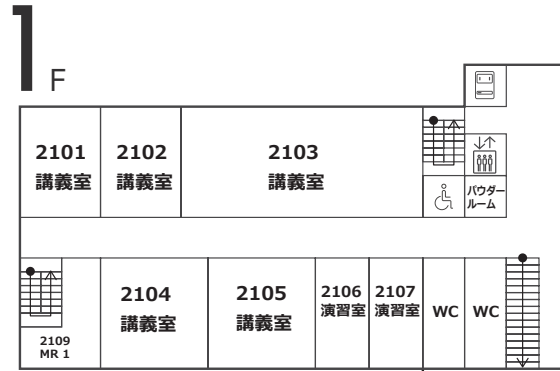 1F
2101
講義室
2102
講義室
2103
講義室
パウダー
ルーム
2104
講義室
2105
講義室
2106
演習室
2107
演習室
WC
WC
2109
MR 1